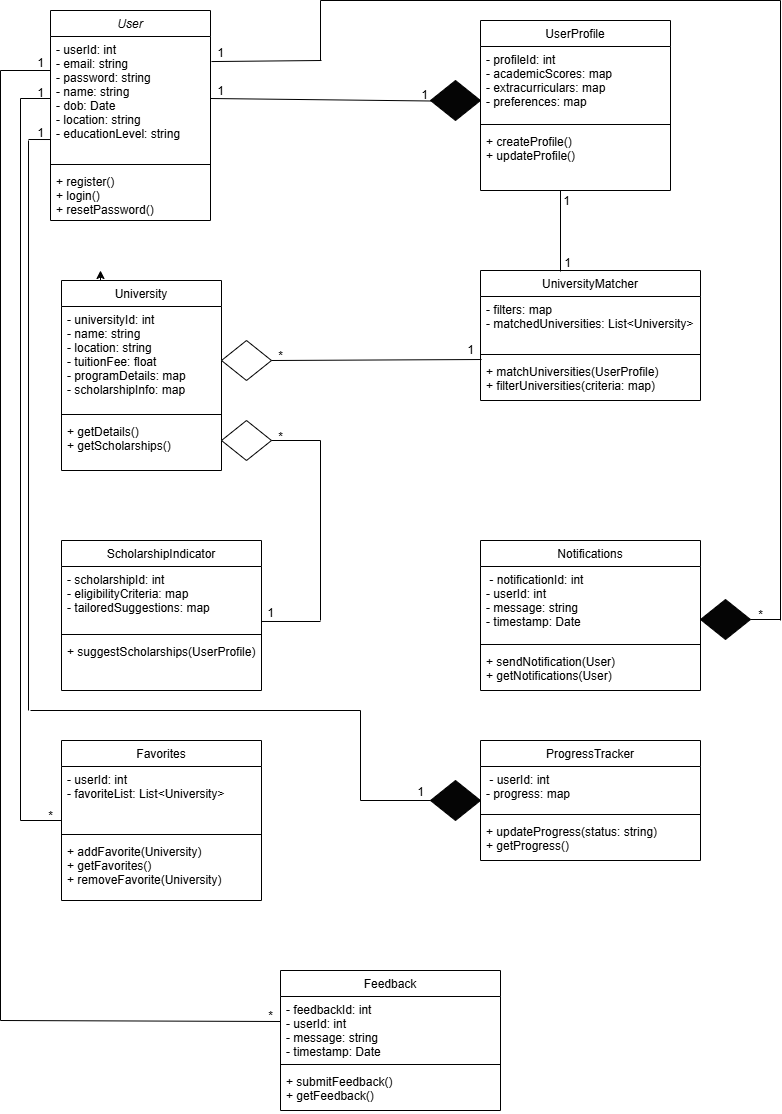 User
- userId: int
- email: string
- password: string
- name: string
- dob: Date
- location: string
- educationLevel: string
+ register()
+ login()
+ resetPassword()
1
1
1
1
1
1
UserProfile
- profileId: int
- academicScores: map
- extracurriculars: map
- preferences: map
+ createProfile()
+ updateProfile()
1
1
University
- universityId: int
- name: string
- location: string
- tuitionFee: float
- programDetails: map
- scholarshipInfo: map
+ getDetails()
+ getScholarships()
*
1
*
1
UniversityMatcher
- filters: map
- matchedUniversities: List<University>
+ matchUniversities(UserProfile)
+ filterUniversities(criteria: map)
ScholarshipIndicator
- scholarshipId: int
- eligibilityCriteria: map
- tailoredSuggestions: map
+ suggestScholarships(UserProfile)
Notifications
- notificationId: int
- userId: int
- message: string
- timestamp: Date
+ sendNotification(User)
+ getNotifications(User)
*
Favorites
- userId: int
- favoriteList: List<University>
+ addFavorite(University)
+ getFavorites()
+ removeFavorite(University)
*
1
ProgressTracker
- userId: int
- progress: map
+ updateProgress(status: string)
+ getProgress()
*
Feedback
- feedbackId: int
- userId: int
- message: string
- timestamp: Date
+ submitFeedback()
+ getFeedback()